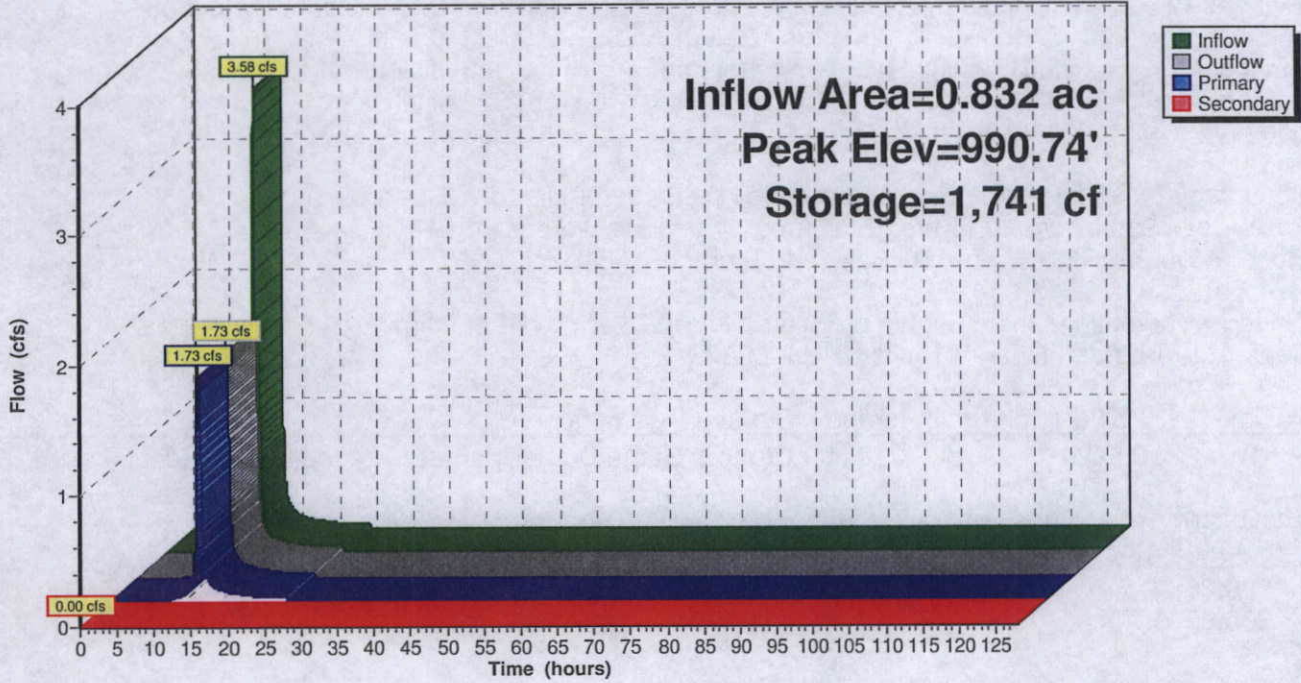 Inflow
Outflow
Primary
Secondary
3.58 cfs
Inflow Area=0.832 ac
Peak Elev=990.74'
Storage=1,741 cf
1.73 cfs
1.73 cfs
0.00 cfs
Flow (cfs)
4
3
2
1
0
0 5 10 15 20 25 30 35 40 45 50 55 60 65 70 75 80 85 90 95 100 105 110 115 120 125
Time (hours)